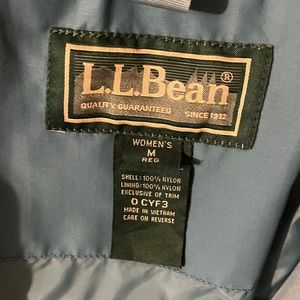 L.L.Bean®
QUALITY GUARANTEED SINCE 1912
WOMEN'S
M
REG
SHELL: 100% NYLON
LINING: 100% NYLON
EXCLUSIVE OF TRIM
0 CYF3
MADE IN VIETNAM
CARE ON REVERSE